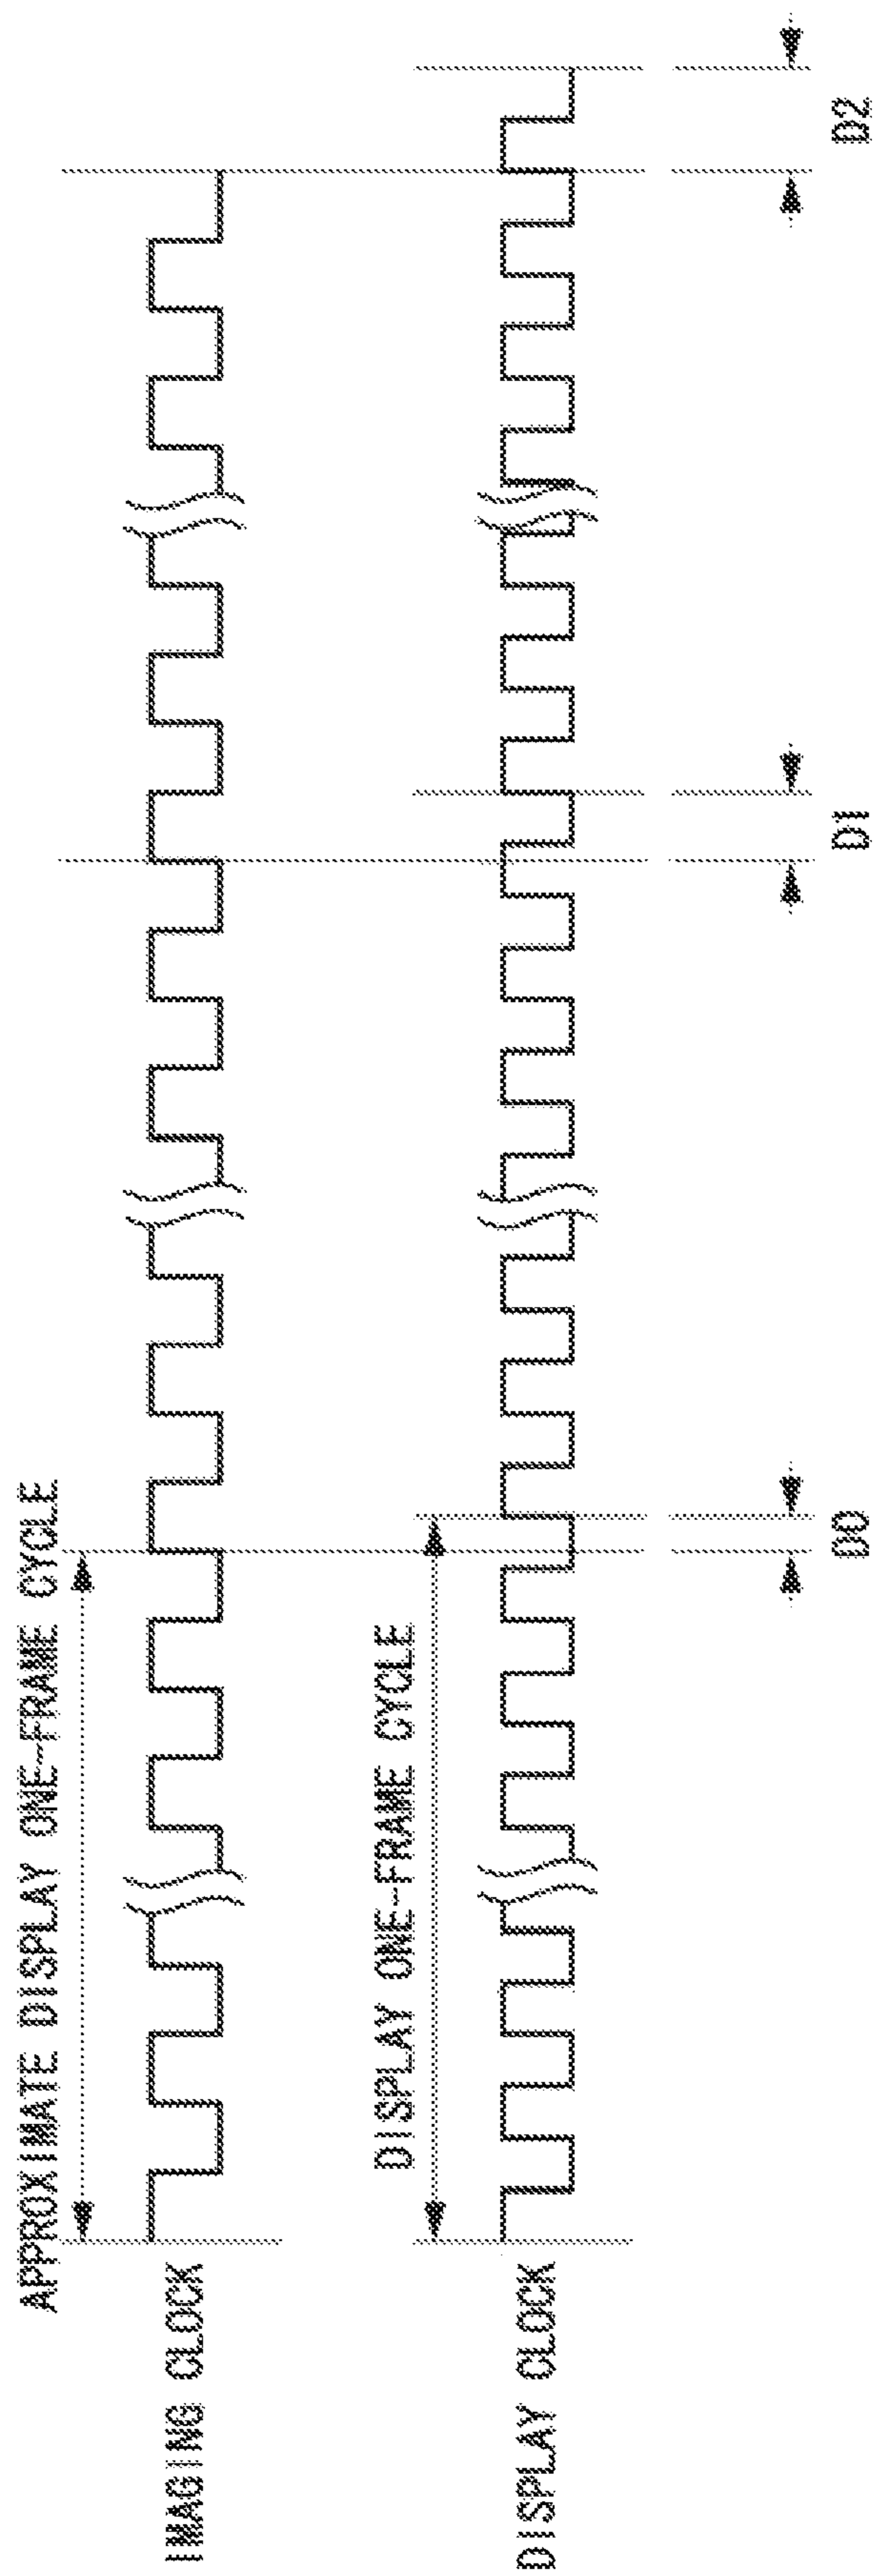 APPROXIMATE DISPLAY ONE-FRAME CYCLE
IMAGING CLOCK
DISPLAY ONE-FRAME CYCLE
DISPLAY CLOCK
D0
D1
D2